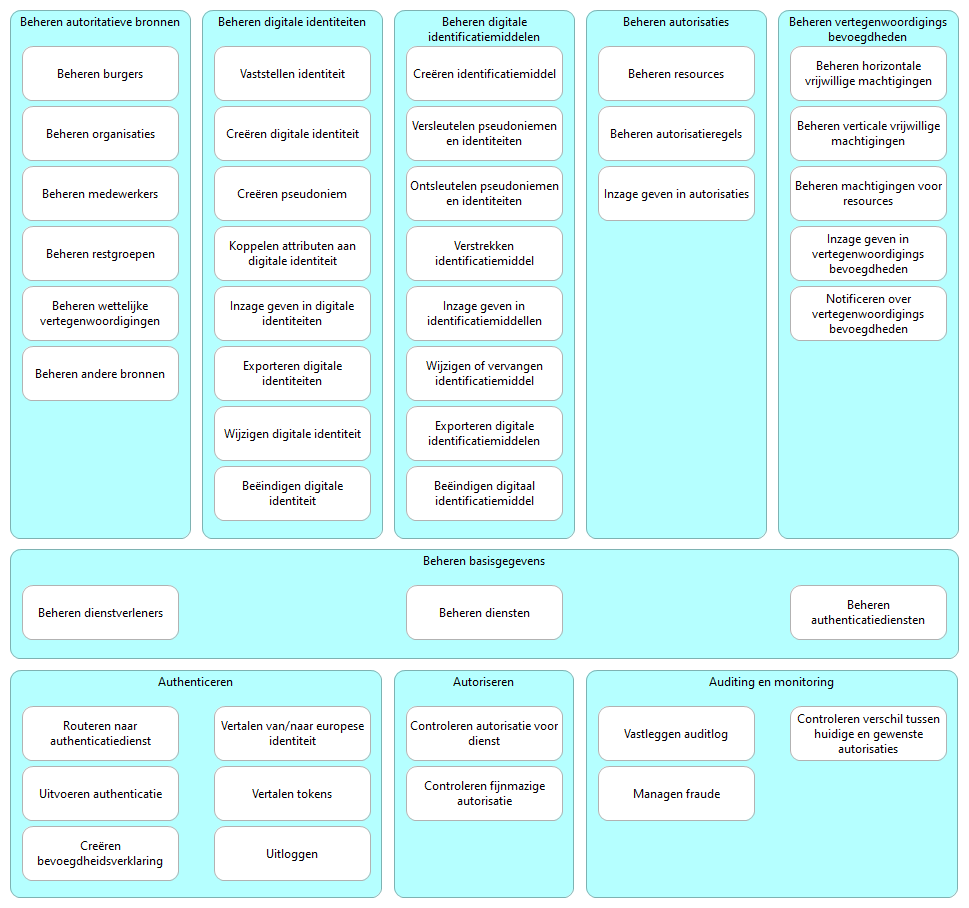 Beheren autoritatieve bronnen
Beheren burgers
Beheren organisaties
Beheren medewerkers
Beheren restgroepen
Beheren wettelijke
vertegenwoordigingen
Beheren andere bronnen
Beheren digitale identiteiten
Vaststellen identiteit
Creëren digitale identiteit
Creëren pseudoniem
Koppelen attributen aan
digitale identiteit
Inzage geven in digitale
identiteiten
Exporteren digitale
identiteiten
Wijzigen digitale identiteit
Beëindigen digitale
identiteit
Beheren digitale
identificatiemiddelen
Creëren identificatiemiddel
Versleutelen pseudoniemen
en identiteiten
Ontsleutelen pseudoniemen
en identiteiten
Verstrekken
identificatiemiddel
Inzage geven in
identificatiemiddellen
Wijzigen of vervangen
identificatiemiddel
Exporteren digitale
identificatiemiddelen
Beëindigen digitaal
identificatiemiddel
Beheren autorisaties
Beheren resources
Beheren autorisatieregels
Inzage geven in autorisaties
Beheren vertegenwoordigings
bevoegdheden
Beheren horizontale
vrijwillige machtigingen
Beheren verticale vrijwillige
machtigingen
Beheren machtigingen voor
resources
Inzage geven in
vertegenwoordigings
bevoegdheden
Notificeren over
vertegenwoordigings
bevoegdheden
Beheren basisgegevens
Beheren dienstverleners
Beheren diensten
Beheren
authenticatiediensten
Authenticeren
Routeren naar
authenticatiedienst
Vertalen van/naar europese
identiteit
Uitvoeren authenticatie
Vertalen tokens
Creëren
bevoegdheidsverklaring
Uitloggen
Autoriseren
Controleren autorisatie voor
dienst
Controleren fijnmazige
autorisatie
Auditing en monitoring
Vastleggen auditlog
Controleren verschil tussen
huidige en gewenste
autorisaties
Managen fraude